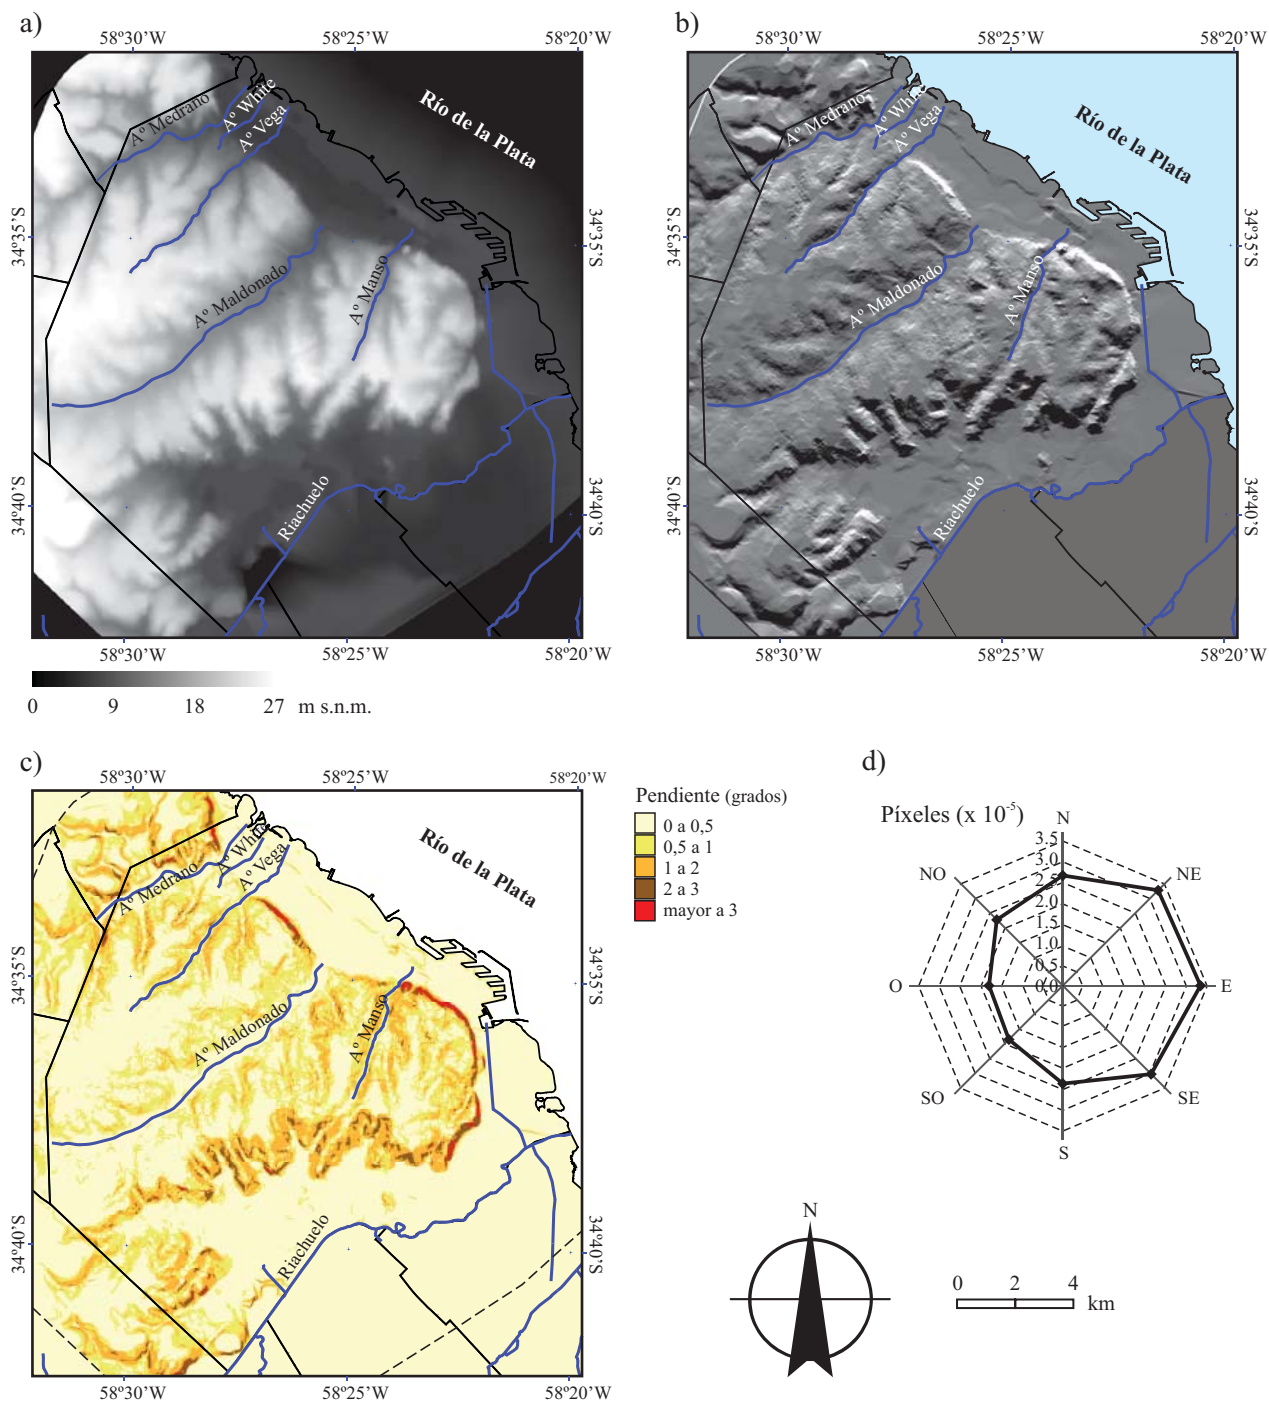 a)
58º30’W
58º25’W
58º20’W
Río de la Plata
Aº Medrano
Aº White
Aº Vega
Aº Maldonado
Aº Manso
Riachuelo
34º35’S
34º35’S
34º40’S
34º40’S
58º30’W
58º25’W
58º20’W
0 9 18 27 m s.n.m.
b)
58º30’W
58º25’W
58º20’W
Río de la Plata
Aº Medrano
Aº White
Aº Vega
Aº Maldonado
Aº Manso
Riachuelo
34º35’S
34º35’S
34º40’S
34º40’S
58º30’W
58º25’W
58º20’W
c)
58º30’W
58º25’W
58º20’W
Río de la Plata
Aº Medrano
Aº White
Aº Vega
Aº Maldonado
Aº Manso
Riachuelo
34º35’S
34º35’S
34º40’S
34º40’S
58º30’W
58º25’W
58º20’W
Pendiente (grados)
0 a 0,5
0,5 a 1
1 a 2
2 a 3
mayor a 3
d)
Píxeles (x 10-5)
N
NE
E
SE
S
SO
O
NO
3.5
3.0
2.5
2.0
1.5
1.0
0.5
0.0
N
0 2 4
km